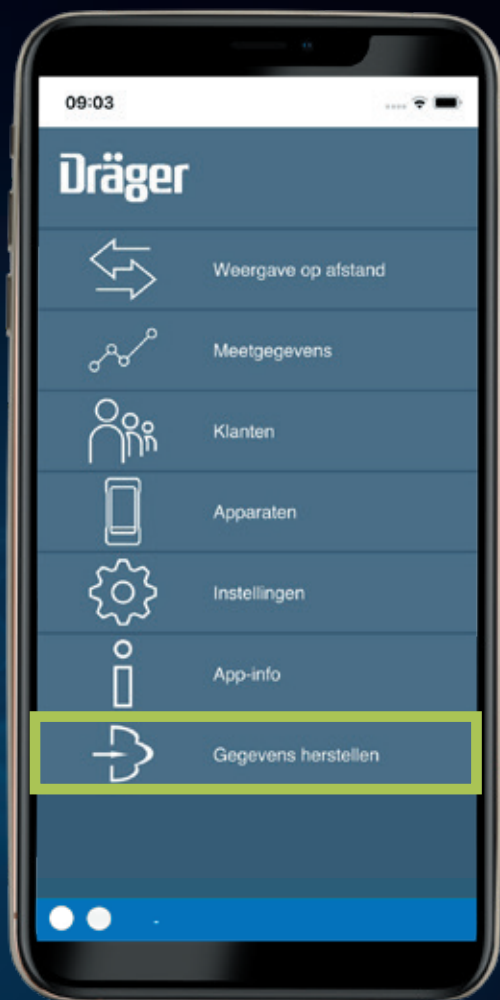 09:03
Dräger
Weergave op afstand
Meetgegevens
Klanten
Apparaten
Instellingen
App-info
Gegevens herstellen